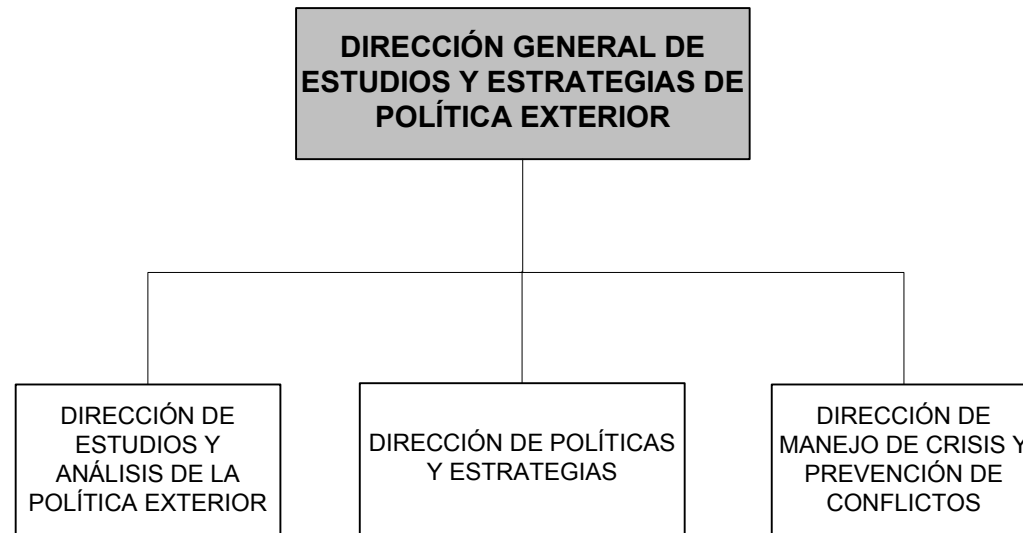 DIRECCIÓN GENERAL DE
ESTUDIOS Y ESTRATEGIAS DE
POLÍTICA EXTERIOR
DIRECCIÓN DE
ESTUDIOS Y
ANÁLISIS DE LA
POLÍTICA EXTERIOR
DIRECCIÓN DE POLÍTICAS
Y ESTRATEGIAS
DIRECCIÓN DE
MANEJO DE CRISIS Y
PREVENCIÓN DE
CONFLICTOS